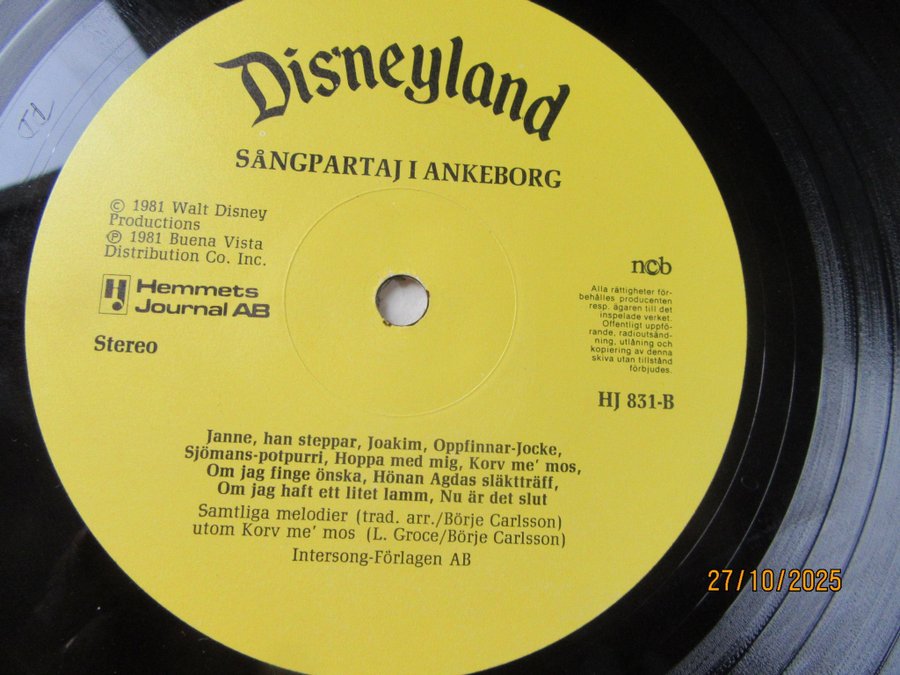 Disneyland
SÅNGPARTAJ I ANKEBORG
© 1981 Walt Disney
Productions
℗ 1981 Buena Vista
Distribution Co. Inc.
HJ Hemmets
Journal AB
Stereo
ncb
Alla rättigheter för-
behålles producenten
resp. ägaren till det
inspelade verket.
Offentligt uppfö-
rande, radioutsänd-
ning, utlåning och
kopiering av denna
skiva utan tillstånd
förbjudes.
HJ 831-B
Janne, han steppar, Joakim, Oppfinnar-Jocke,
Sjömans-potpurri, Hoppa med mig, Korv me' mos,
Om jag finge önska, Hönan Agdas släktträff,
Om jag haft ett litet lamm, Nu är det slut
Samtliga melodier (trad. arr./Börje Carlsson)
utom Korv me' mos (L. Groce/Börje Carlsson)
Intersong-Förlagen AB
27/10/2025